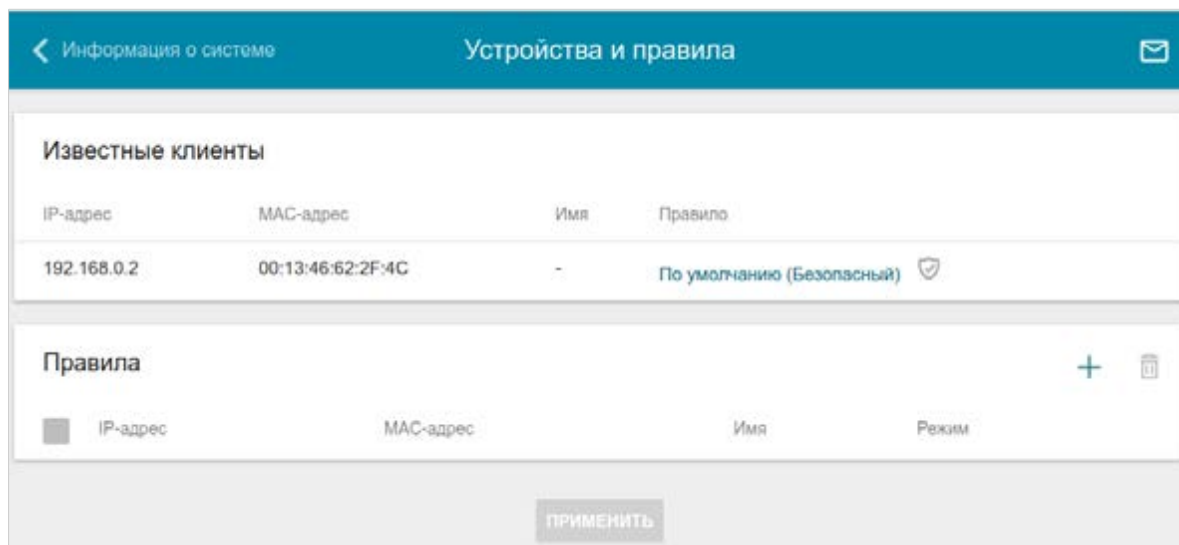 Информация о системе Устройства и правила
Известные клиенты
IP-адрес MAC-адрес Имя Правило
192.168.0.2 00:13:46:62:2F:4C - По умолчанию (Безопасный)
Правила
IP-адрес MAC-адрес Имя Режим
ПРИМЕНИТЬ